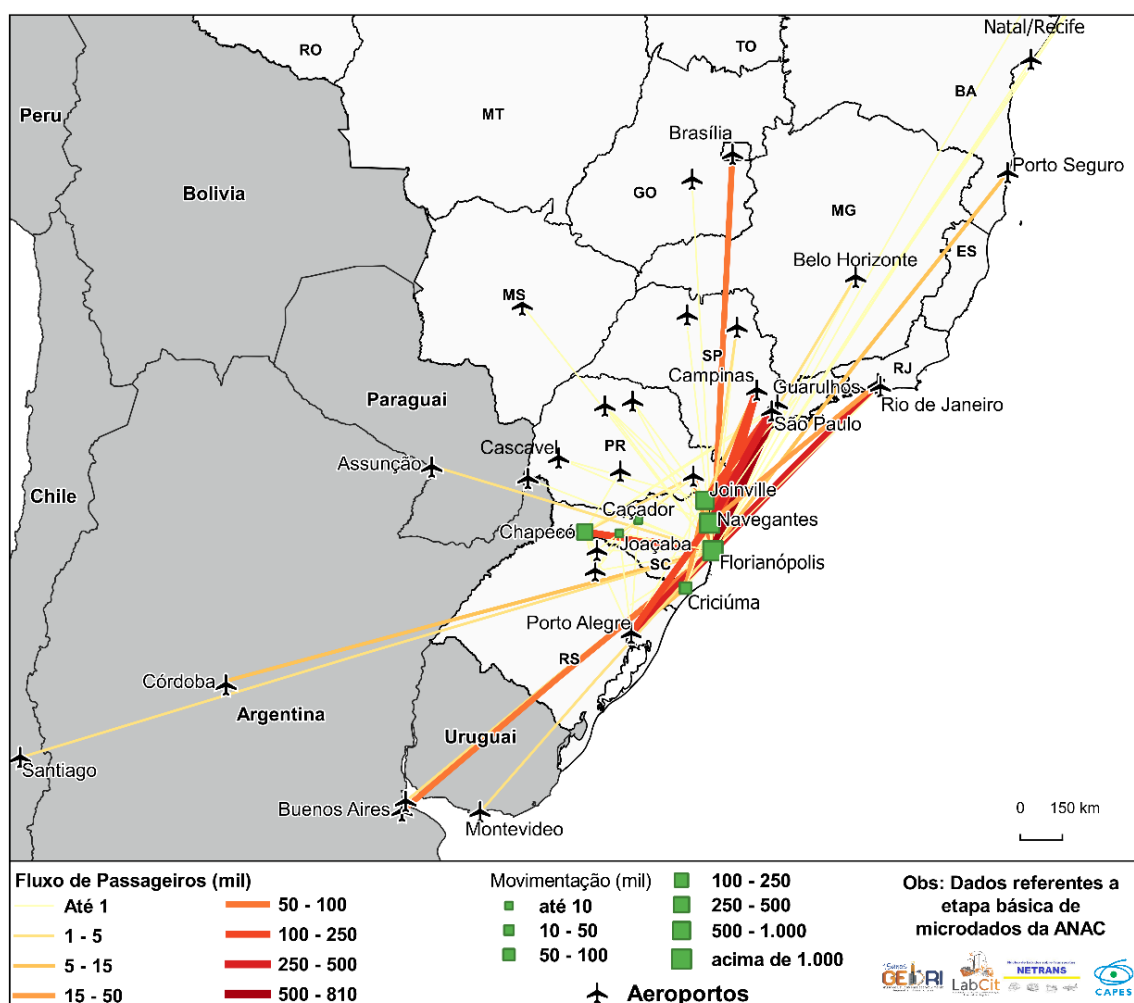 Natal/Recife
RO
TO
BA
Peru
MT
Brasília
Porto Seguro
Bolivia
GO
MG
Belo Horizonte
ES
MS
SP
RJ
Campinas
Guarulhos
São Paulo
Rio de Janeiro
Paraguai
Cascavel
PR
Assunção
Chile
Joinville
Caçador
Navegantes
Chapecó
Joaçaba
Florianópolis
SC
Criciúma
Porto Alegre
RS
Córdoba
Argentina
Uruguai
Santiago
Buenos Aires
Montevideo
0 150 km
Fluxo de Passageiros (mil)
Até 1
1 - 5
5 - 15
15 - 50
50 - 100
100 - 250
250 - 500
500 - 810
Movimentação (mil)
até 10
10 - 50
50 - 100
100 - 250
250 - 500
500 - 1.000
acima de 1.000
Aeroportos
Obs: Dados referentes a
etapa básica de
microdados da ANAC
LabCit
NETRANS
CAPES